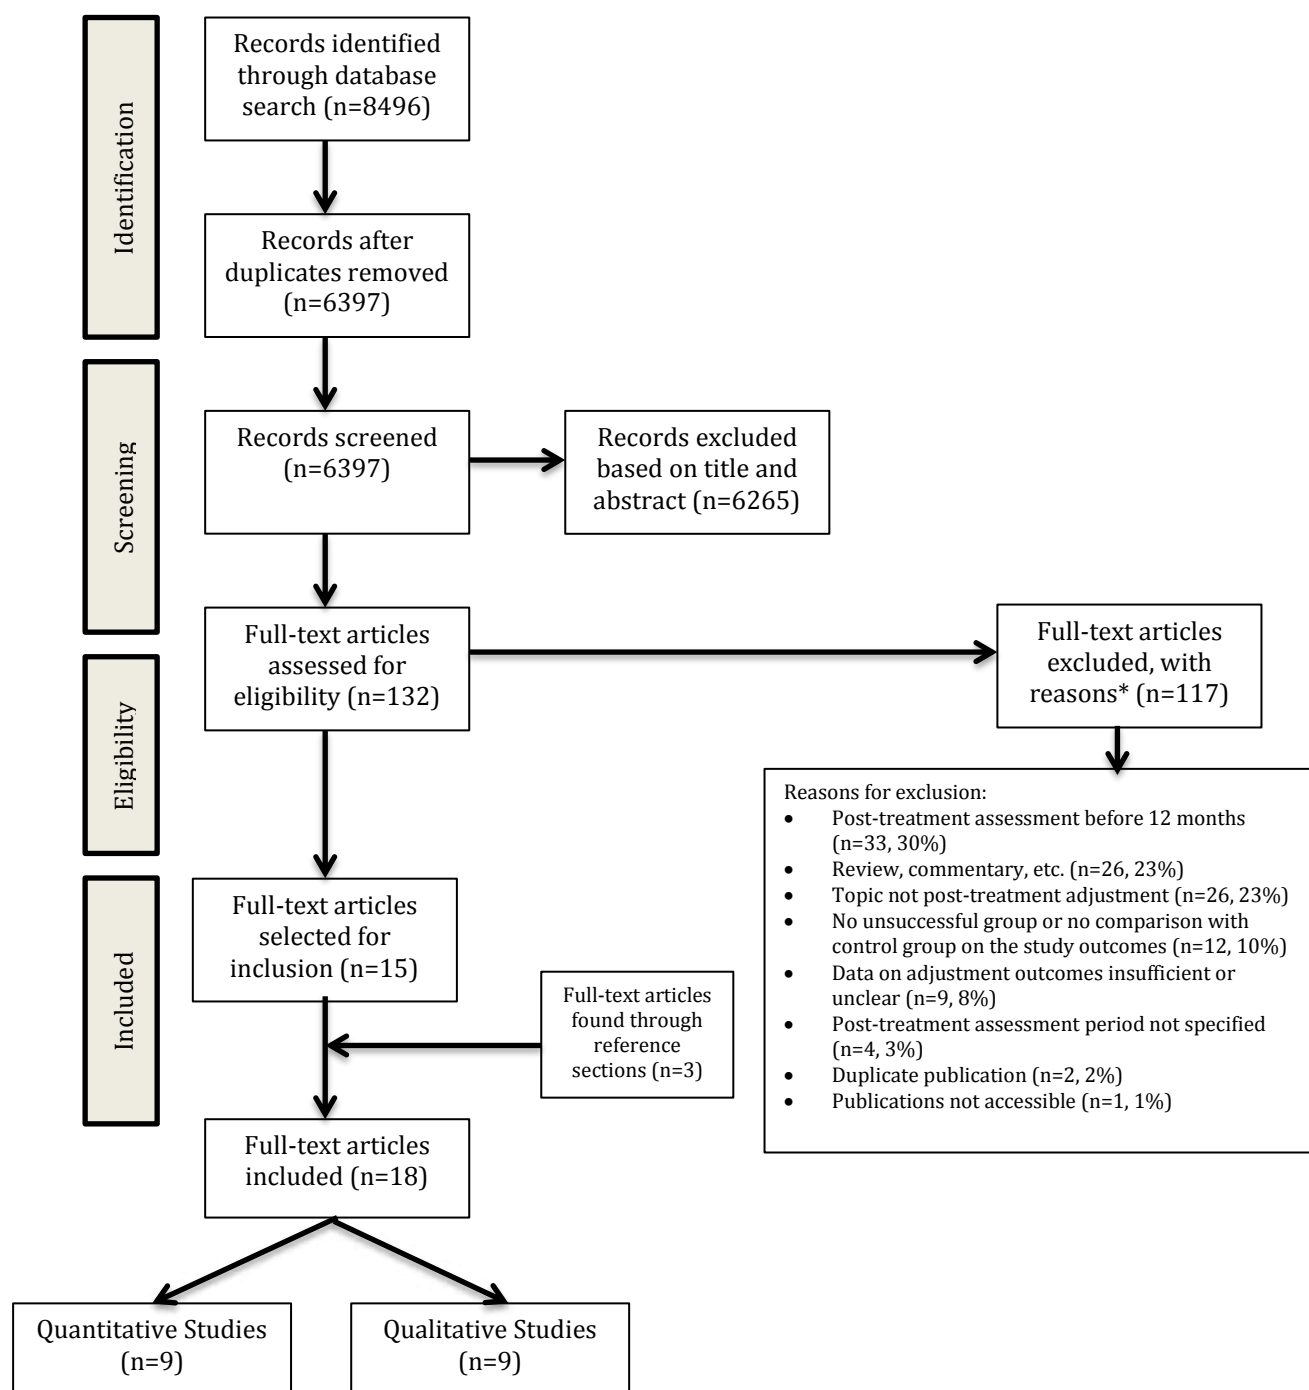 Identification
Records identified
through database
search (n=8496)
Records after
duplicates removed
(n=6397)
Screening
Records screened
(n=6397)
Records excluded
based on title and
abstract (n=6265)
Eligibility
Full-text articles
assessed for
eligibility (n=132)
Full-text articles
excluded, with
reasons* (n=117)
Reasons for exclusion:
• Post-treatment assessment before 12 months
(n=33, 30%)
• Review, commentary, etc. (n=26, 23%)
• Topic not post-treatment adjustment (n=26, 23%)
• No unsuccessful group or no comparison with
control group on the study outcomes (n=12, 10%)
• Data on adjustment outcomes insufficient or
unclear (n=9, 8%)
• Post-treatment assessment period not specified
(n=4, 3%)
• Duplicate publication (n=2, 2%)
• Publications not accessible (n=1, 1%)
Included
Full-text articles
selected for
inclusion (n=15)
Full-text articles
found through
reference
sections (n=3)
Full-text articles
included (n=18)
Quantitative Studies
(n=9)
Qualitative Studies
(n=9)